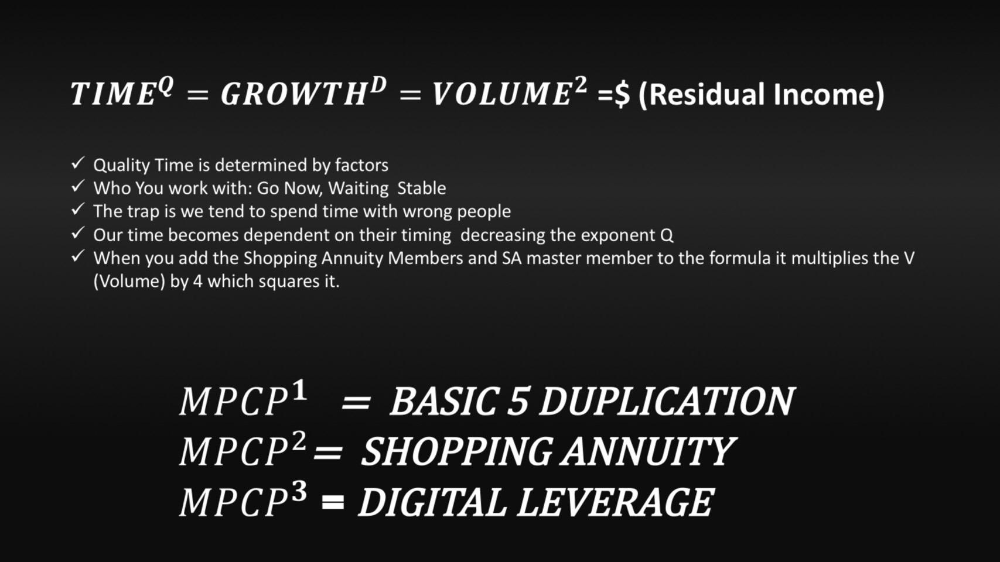 TIME^Q = GROWTH^D = VOLUME^2 =$ (Residual Income)
✓ Quality Time is determined by factors
✓ Who You work with: Go Now, Waiting  Stable
✓ The trap is we tend to spend time with wrong people
✓ Our time becomes dependent on their timing  decreasing the exponent Q
✓ When you add the Shopping Annuity Members and SA master member to the formula it multiplies the V
(Volume) by 4 which squares it.
MPCP^1 = BASIC 5 DUPLICATION
MPCP^2 = SHOPPING ANNUITY
MPCP^3 = DIGITAL LEVERAGE